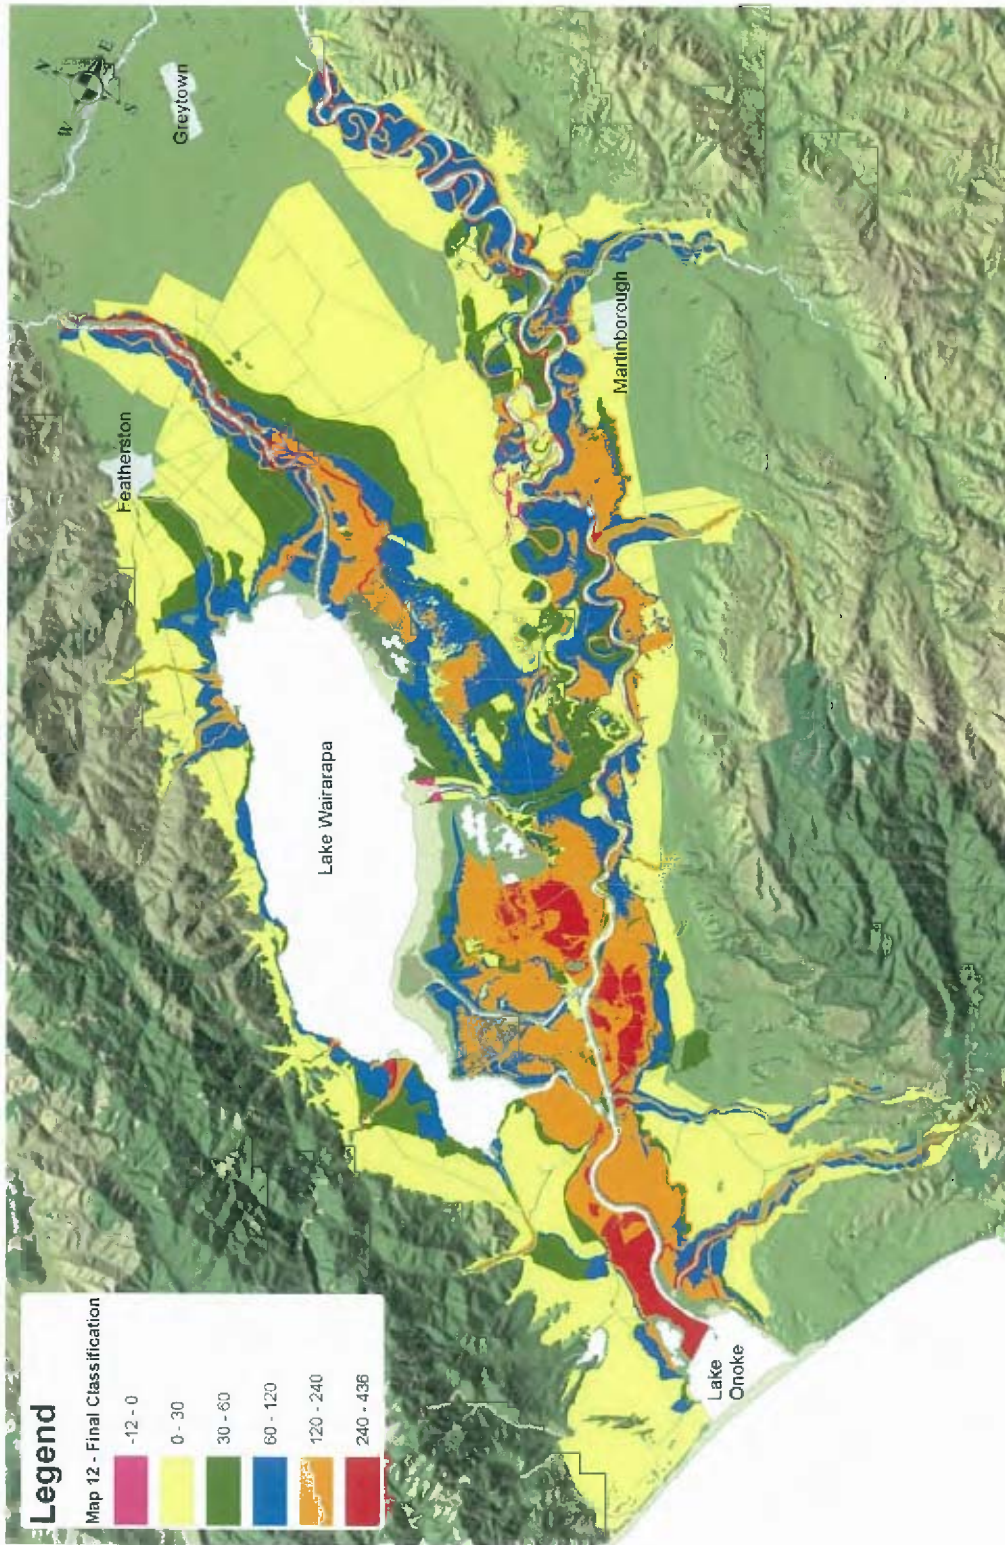 Legend
Map 12 - Final Classification
-12 - 0
0 - 30
30 - 60
60 - 120
120 - 240
240 - 436
N
E
S
W
Greytown
Featherston
Martinborough
Lake Wairarapa
Lake
Onoke